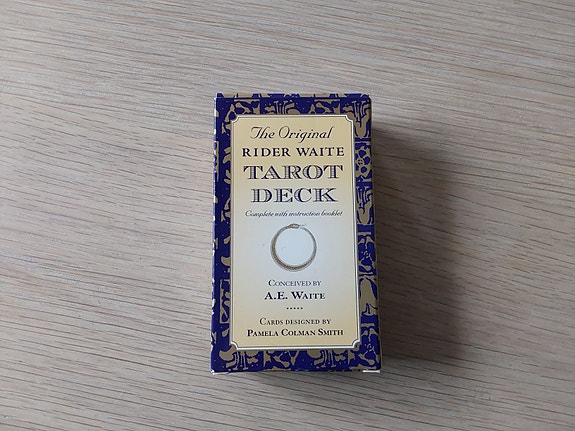 The Original
RIDER WAITE
TAROT
DECK
Complete with instruction booklet
CONCEIVED BY
A.E. WAITE
CARDS DESIGNED BY
PAMELA COLMAN SMITH